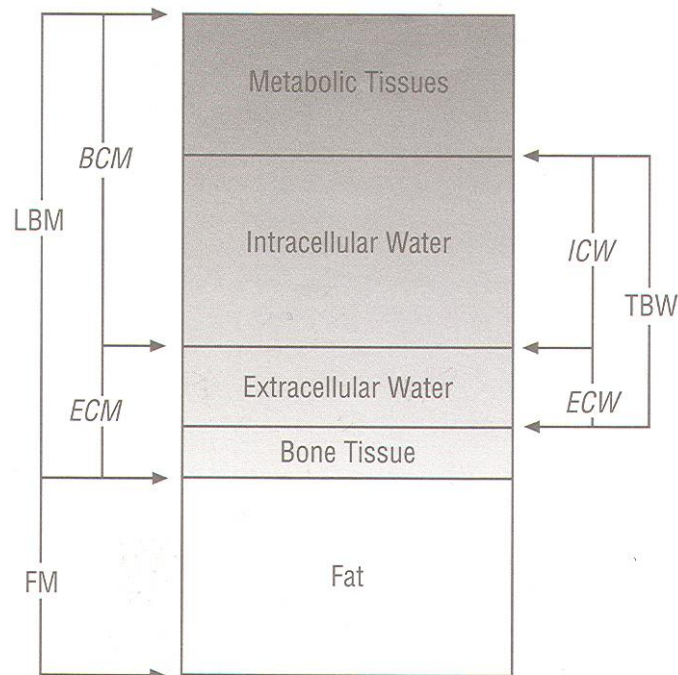 Metabolic Tissues
BCM
LBM
Intracellular Water
ICW
TBW
Extracellular Water
ECM
ECW
Bone Tissue
FM
Fat